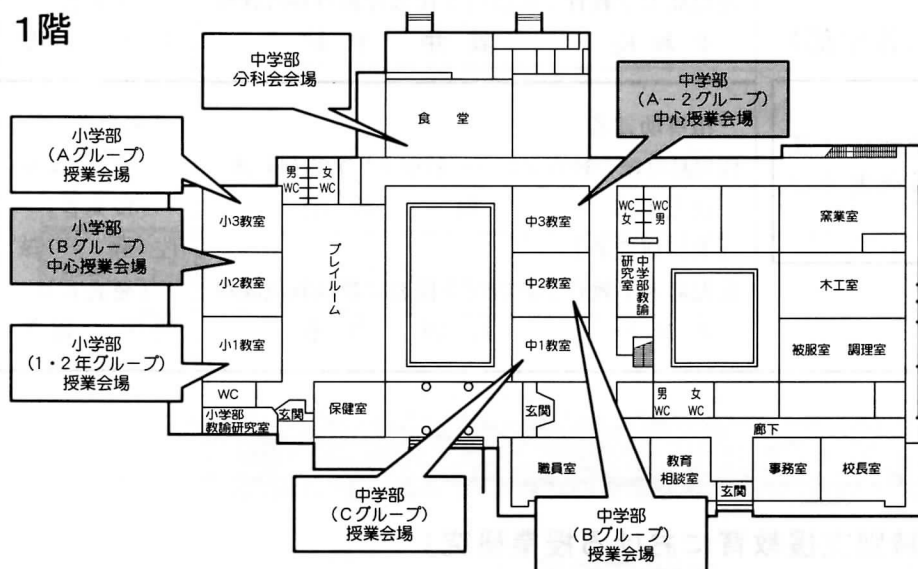 1階
中学部
分科会会場
中学部
(A-2グループ)
中心授業会場
小学部
(Aグループ)
授業会場
小学部
(Bグループ)
中心授業会場
小学部
(1・2年グループ)
授業会場
食 堂
男 女
WC WC
小3教室
小2教室
小1教室
プレイルーム
中3教室
中2教室
中1教室
WC WC
女 男
中学部教諭
研究室
窯業室
木工室
被服室 調理室
WC
小学部
教諭研究室
玄関
保健室
玄関
男 女
WC WC
廊下
職員室
教育
相談室
玄関
事務室
校長室
中学部
(Cグループ)
授業会場
中学部
(Bグループ)
授業会場